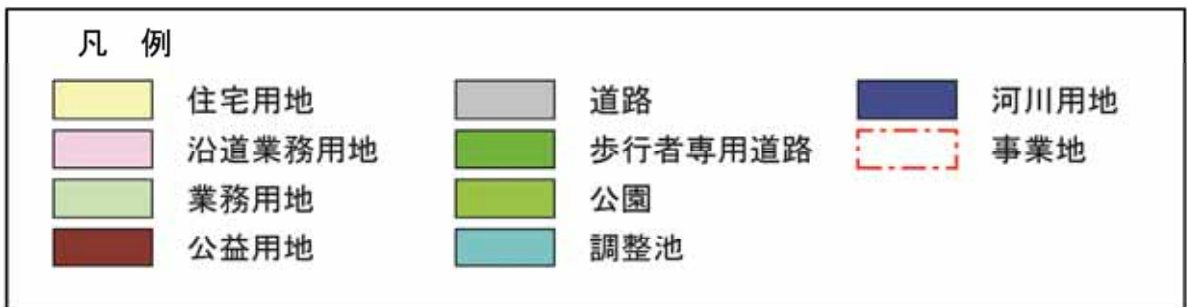 凡 例
住宅用地
沿道業務用地
業務用地
公益用地
道路
歩行者専用道路
公園
調整池
河川用地
事業地